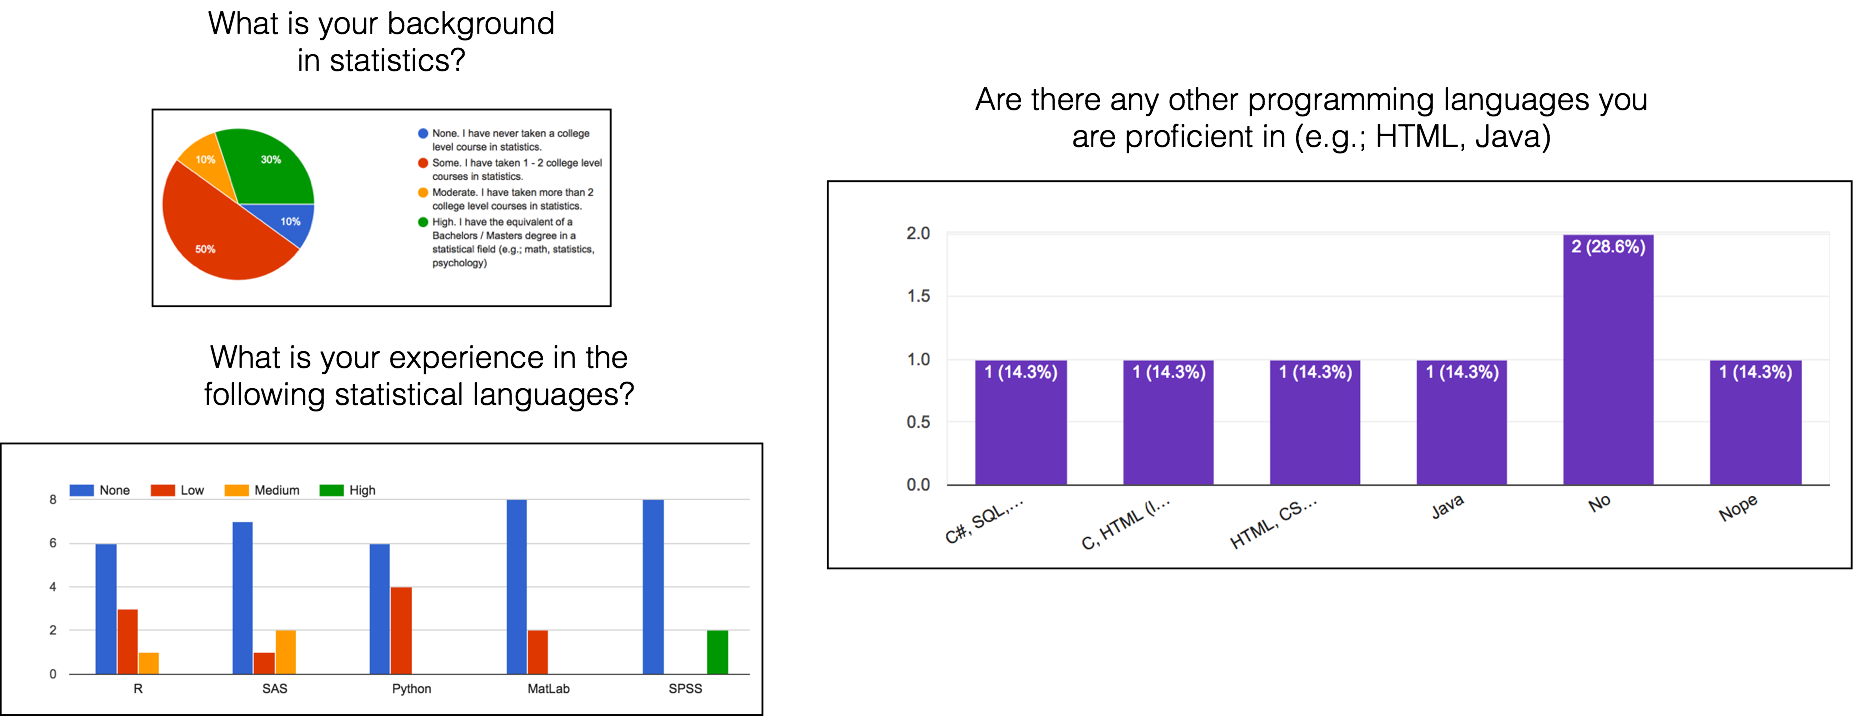 What is your background
in statistics?
None. I have never taken a college
level course in statistics.
Some. I have taken 1 - 2 college level
courses in statistics.
Moderate. I have taken more than 2
college level courses in statistics.
High. I have the equivalent of a
Bachelors / Masters degree in a
statistical field (e.g.; math, statistics,
psychology)
10%
30%
10%
50%
What is your experience in the
following statistical languages?
None Low Medium High
8
6
4
2
0
R SAS Python MatLab SPSS
Are there any other programming languages you
are proficient in (e.g.; HTML, Java)
2.0
1.5
1.0
0.5
0.0
1 (14.3%) 1 (14.3%) 1 (14.3%) 1 (14.3%) 2 (28.6%) 1 (14.3%)
C#, SQL,... C, HTML (I... HTML, CS... Java No Nope